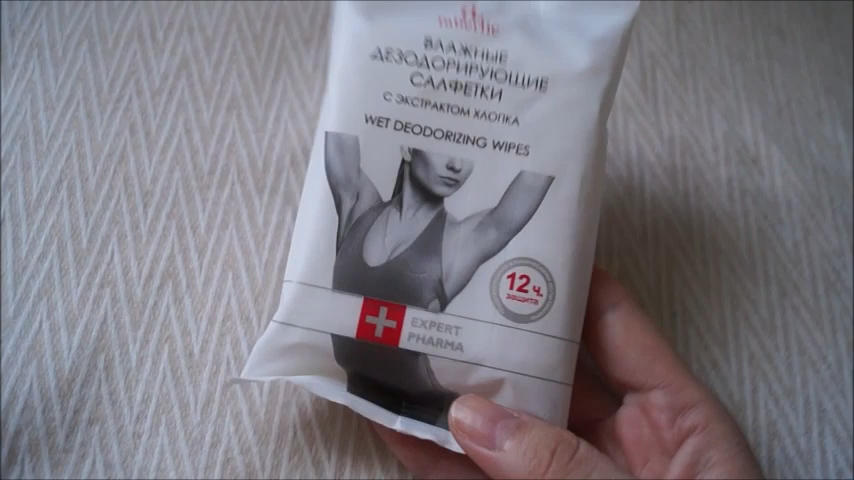 ВЛАЖНЫЕ
ДЕЗОДОРИРУЮЩИЕ
САЛФЕТКИ
С ЭКСТРАКТОМ ХЛОПКА
WET DEODORIZING WIPES
12 ч.
защита
EXPERT
PHARMA